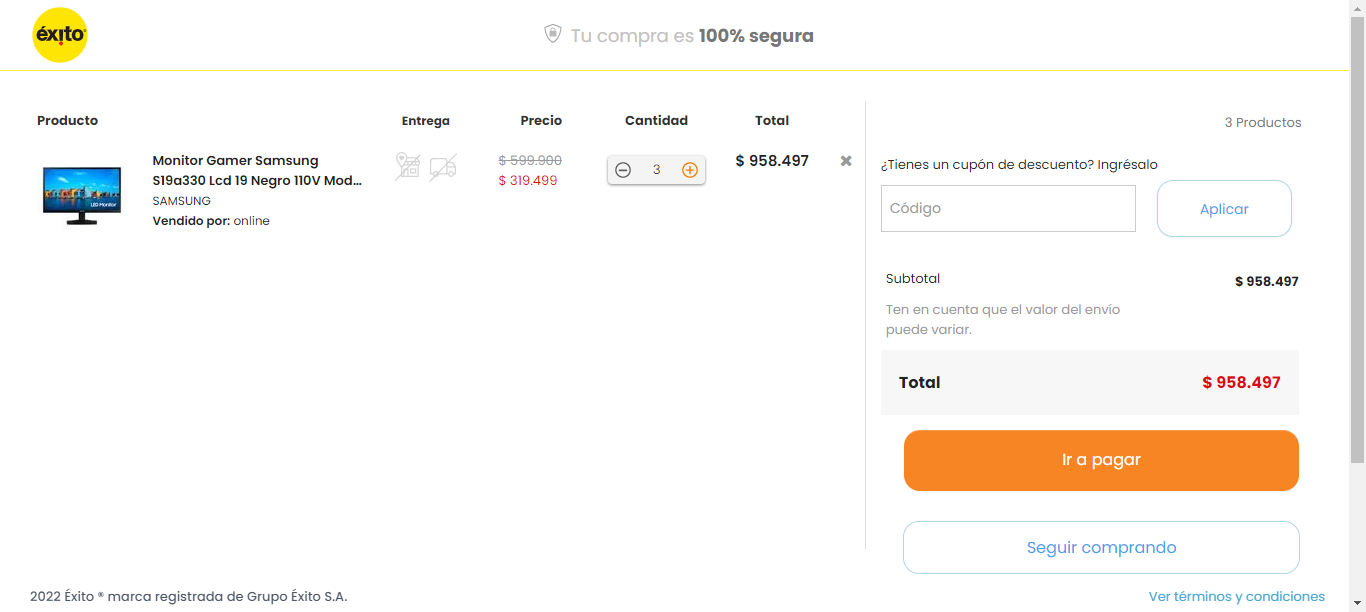 éxito
Tu compra es 100% segura
Producto
Entrega
Precio
Cantidad
Total
Monitor Gamer Samsung
S19a330 Lcd 19 Negro 110V Mod...
SAMSUNG
Vendido por: online
$ 599.900
$ 319.499
3
$ 958.497
3 Productos
¿Tienes un cupón de descuento? Ingrésalo
Código
Aplicar
Subtotal
$ 958.497
Ten en cuenta que el valor del envío
puede variar.
Total
$ 958.497
Ir a pagar
Seguir comprando
2022 Éxito ® marca registrada de Grupo Éxito S.A.
Ver términos y condiciones